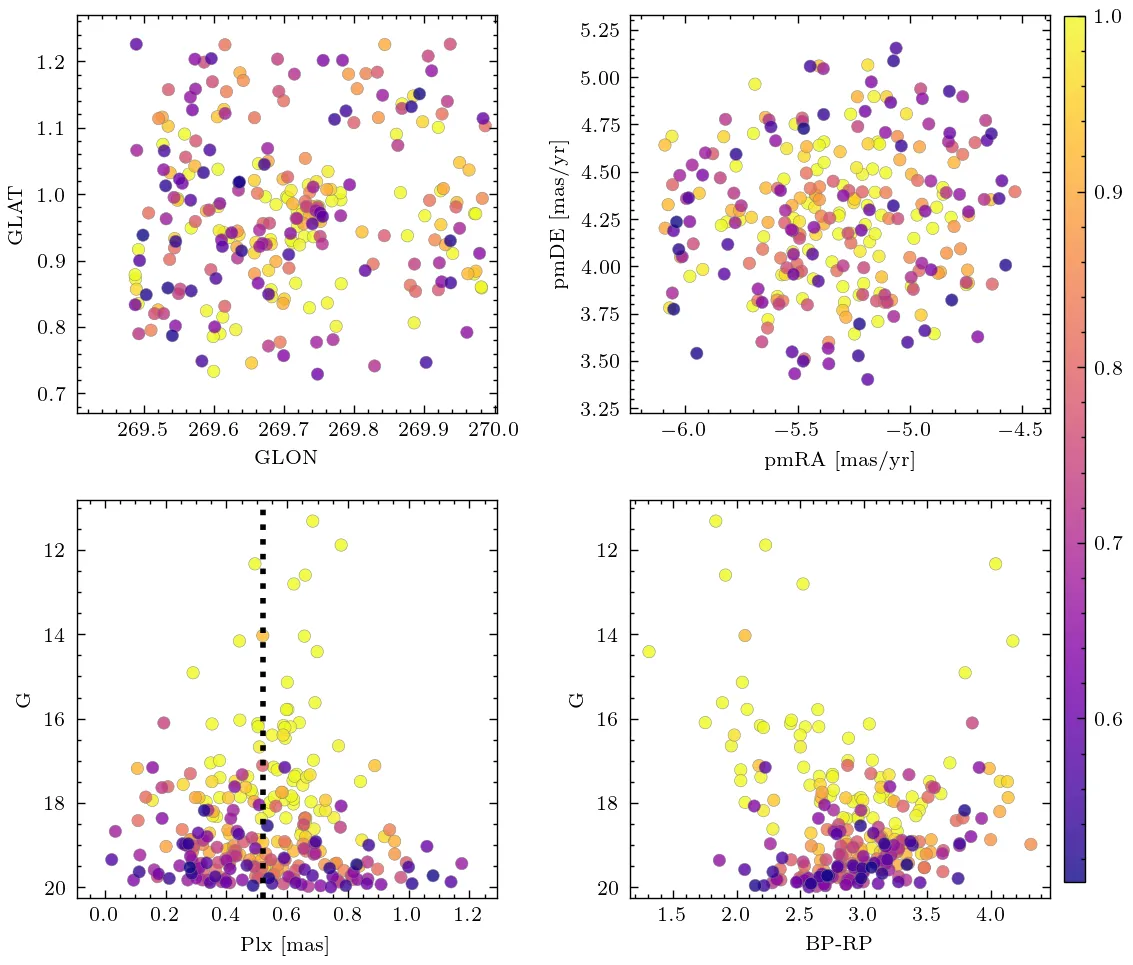 1.2
1.1
1.0
0.9
0.8
0.7
GLAT
269.5 269.6 269.7 269.8 269.9 270.0
GLON
5.25
5.00
4.75
4.50
4.25
4.00
3.75
3.50
3.25
pmDE [mas/yr]
−6.0 −5.5 −5.0 −4.5
pmRA [mas/yr]
12
14
16
18
20
G
0.0 0.2 0.4 0.6 0.8 1.0 1.2
Plx [mas]
12
14
16
18
20
G
1.5 2.0 2.5 3.0 3.5 4.0
BP-RP
1.0
0.9
0.8
0.7
0.6